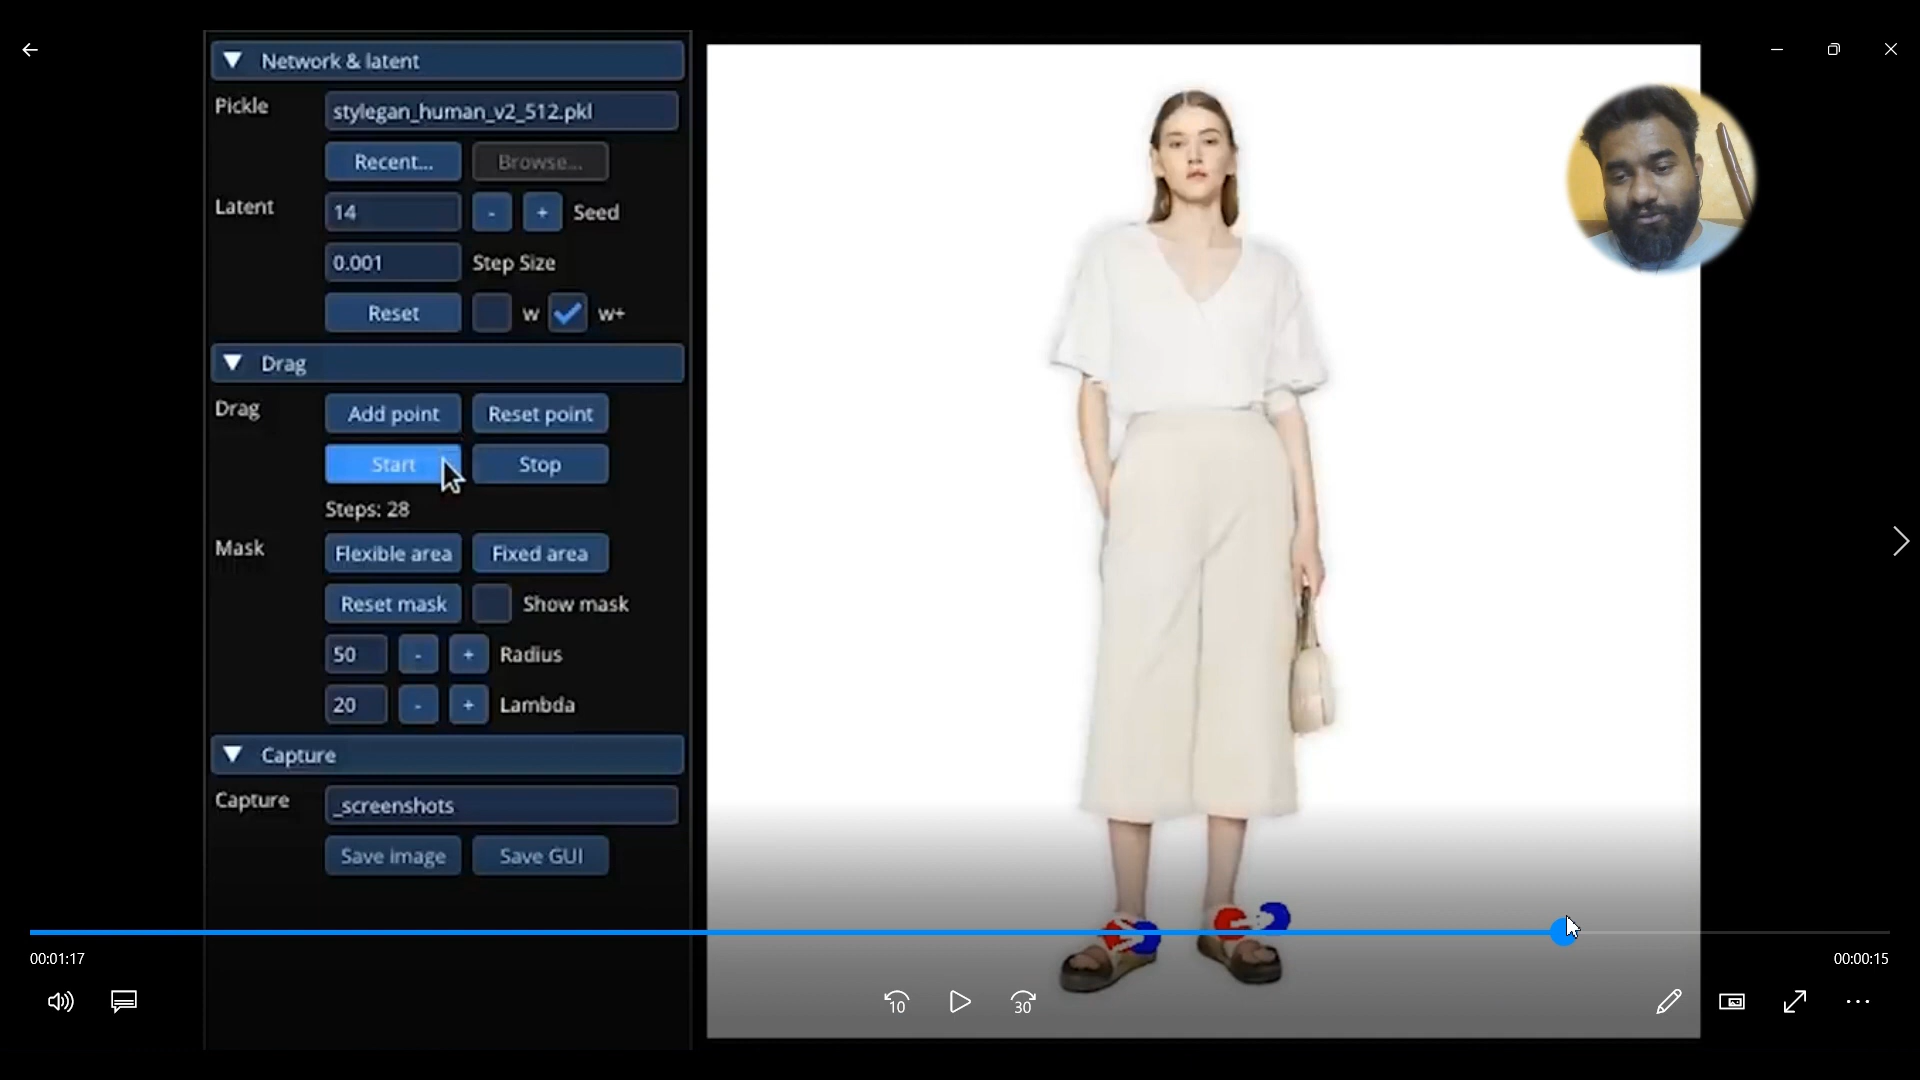 Network & latent
Pickle
stylegan_human_v2_512.pkl
Recent...
Browse...
Latent
14
-
+
Seed
0.001
Step Size
Reset
w
w+
Drag
Drag
Add point
Reset point
Start
Stop
Steps: 28
Mask
Flexible area
Fixed area
Reset mask
Show mask
50
-
+
Radius
20
-
+
Lambda
Capture
Capture
_screenshots
Save image
Save GUI
00:01:17
00:00:15
10
30